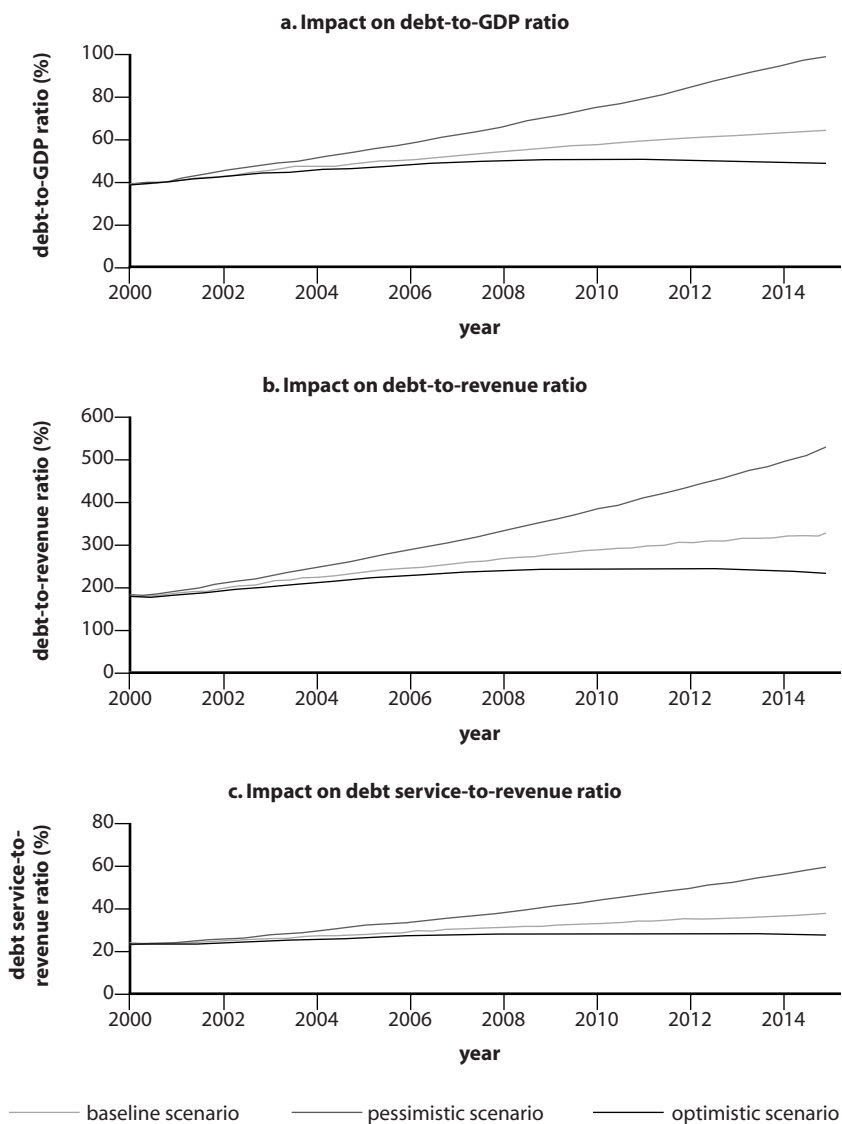 a. Impact on debt-to-GDP ratio
debt-to-GDP ratio (%)
100
80
60
40
20
0
2000 2002 2004 2006 2008 2010 2012 2014
year
b. Impact on debt-to-revenue ratio
debt-to-revenue ratio (%)
600
500
400
300
200
100
0
2000 2002 2004 2006 2008 2010 2012 2014
year
c. Impact on debt service-to-revenue ratio
debt service-to-
revenue ratio (%)
80
60
40
20
0
2000 2002 2004 2006 2008 2010 2012 2014
year
baseline scenario pessimistic scenario optimistic scenario